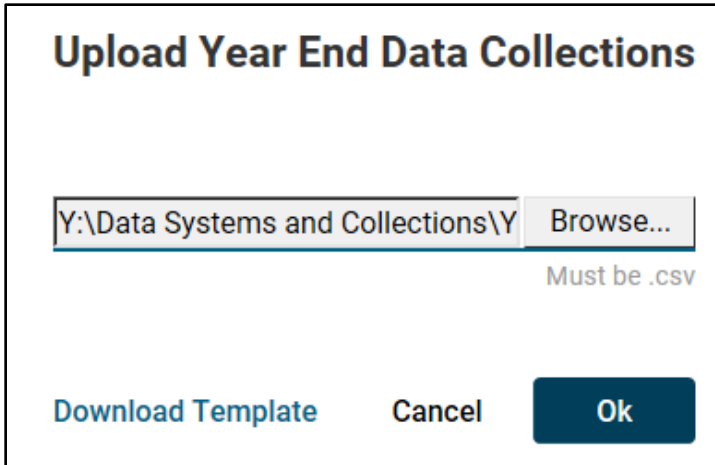 Upload Year End Data Collections
Y:\Data Systems and Collections\Y Browse...
Must be .csv
Download Template Cancel Ok